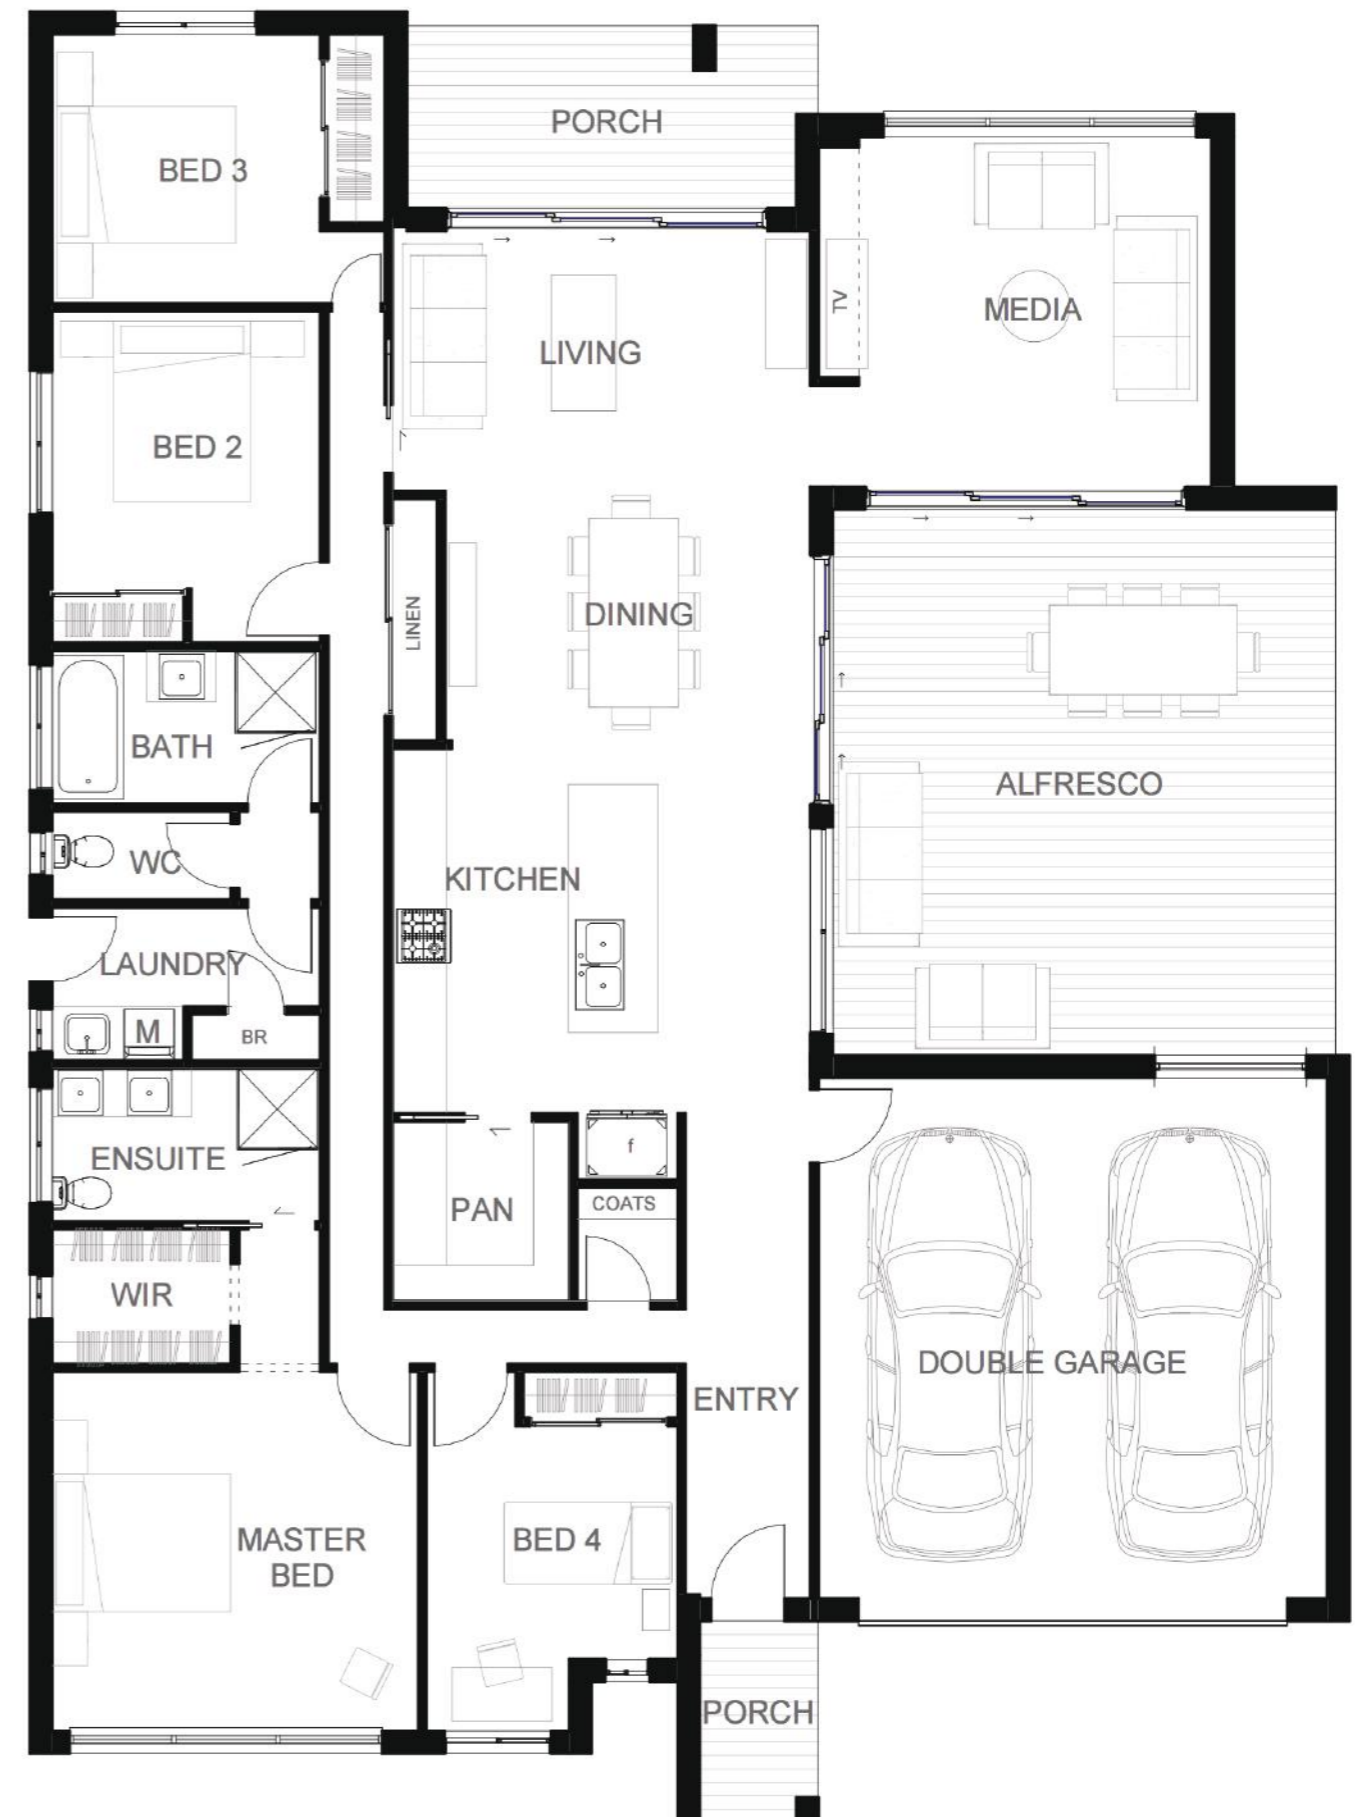 PORCH
BED 3
MEDIA
TV
LIVING
BED 2
LINEN
DINING
BATH
ALFRESCO
WC
KITCHEN
LAUNDRY
M
BR
ENSUITE
f
PAN
COATS
WIR
DOUBLE GARAGE
ENTRY
MASTER
BED
BED 4
PORCH